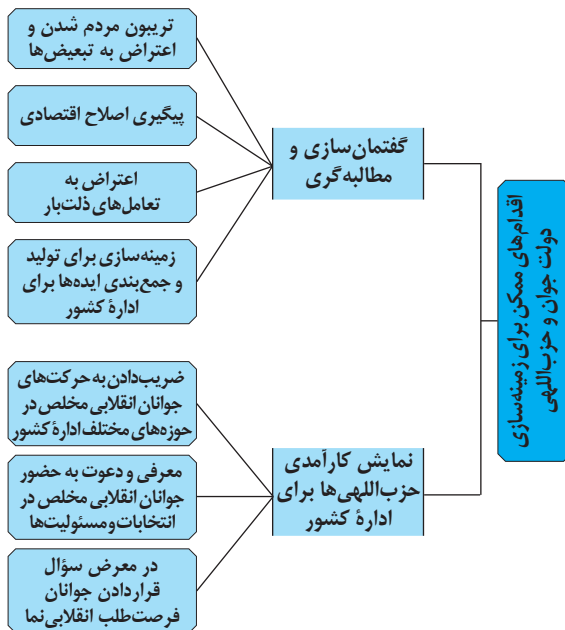 اقدام‌های ممکن برای زمینه‌سازی
دولت جوان و حزب‌اللهی
گفتمان‌سازی و
مطالبه‌گری
تریبون مردم شدن و
اعتراض به تبعیض‌ها
پیگیری اصلاح اقتصادی
اعتراض به
تعامل‌های ذلت‌بار
زمینه‌سازی برای تولید
و جمع‌بندی ایده‌ها برای
ادارهٔ کشور
نمایش کارآمدی
حزب‌اللهی‌ها برای
ادارهٔ کشور
ضریب‌دادن به حرکت‌های
جوانان انقلابی مخلص در
حوزه‌های مختلف ادارهٔ کشور
معرفی و دعوت به حضور
جوانان انقلابی مخلص در
انتخابات و مسئولیت‌ها
در معرض سؤال
قراردادن جوانان
فرصت‌طلب انقلابی‌نما